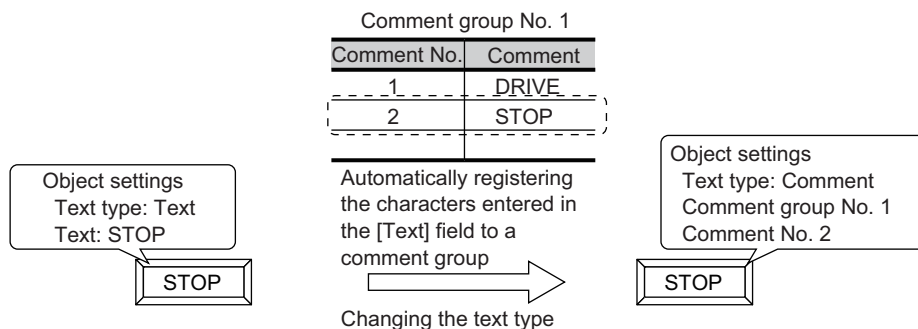 Comment group No. 1
Comment No. Comment
1 DRIVE
2 STOP
Object settings
Text type: Text
Text: STOP
STOP
Automatically registering
the characters entered in
the [Text] field to a
comment group
Changing the text type
Object settings
Text type: Comment
Comment group No. 1
Comment No. 2
STOP